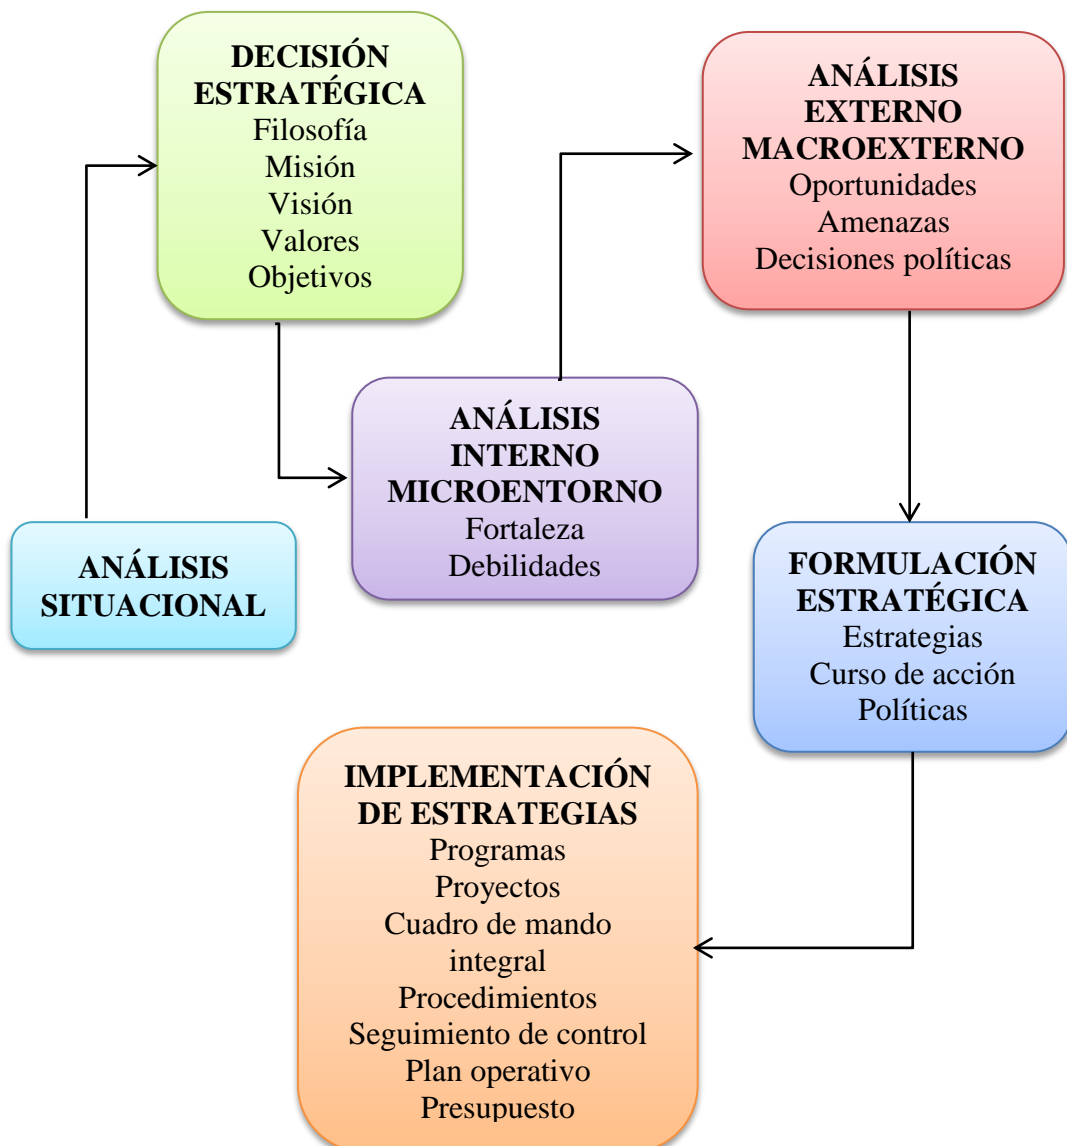 DECISIÓN
ESTRATÉGICA
Filosofía
Misión
Visión
Valores
Objetivos
ANÁLISIS
EXTERNO
MACROEXTERNO
Oportunidades
Amenazas
Decisiones políticas
ANÁLISIS
INTERNO
MICROENTORNO
Fortaleza
Debilidades
ANÁLISIS
SITUACIONAL
FORMULACIÓN
ESTRATÉGICA
Estrategias
Curso de acción
Políticas
IMPLEMENTACIÓN
DE ESTRATEGIAS
Programas
Proyectos
Cuadro de mando
integral
Procedimientos
Seguimiento de control
Plan operativo
Presupuesto